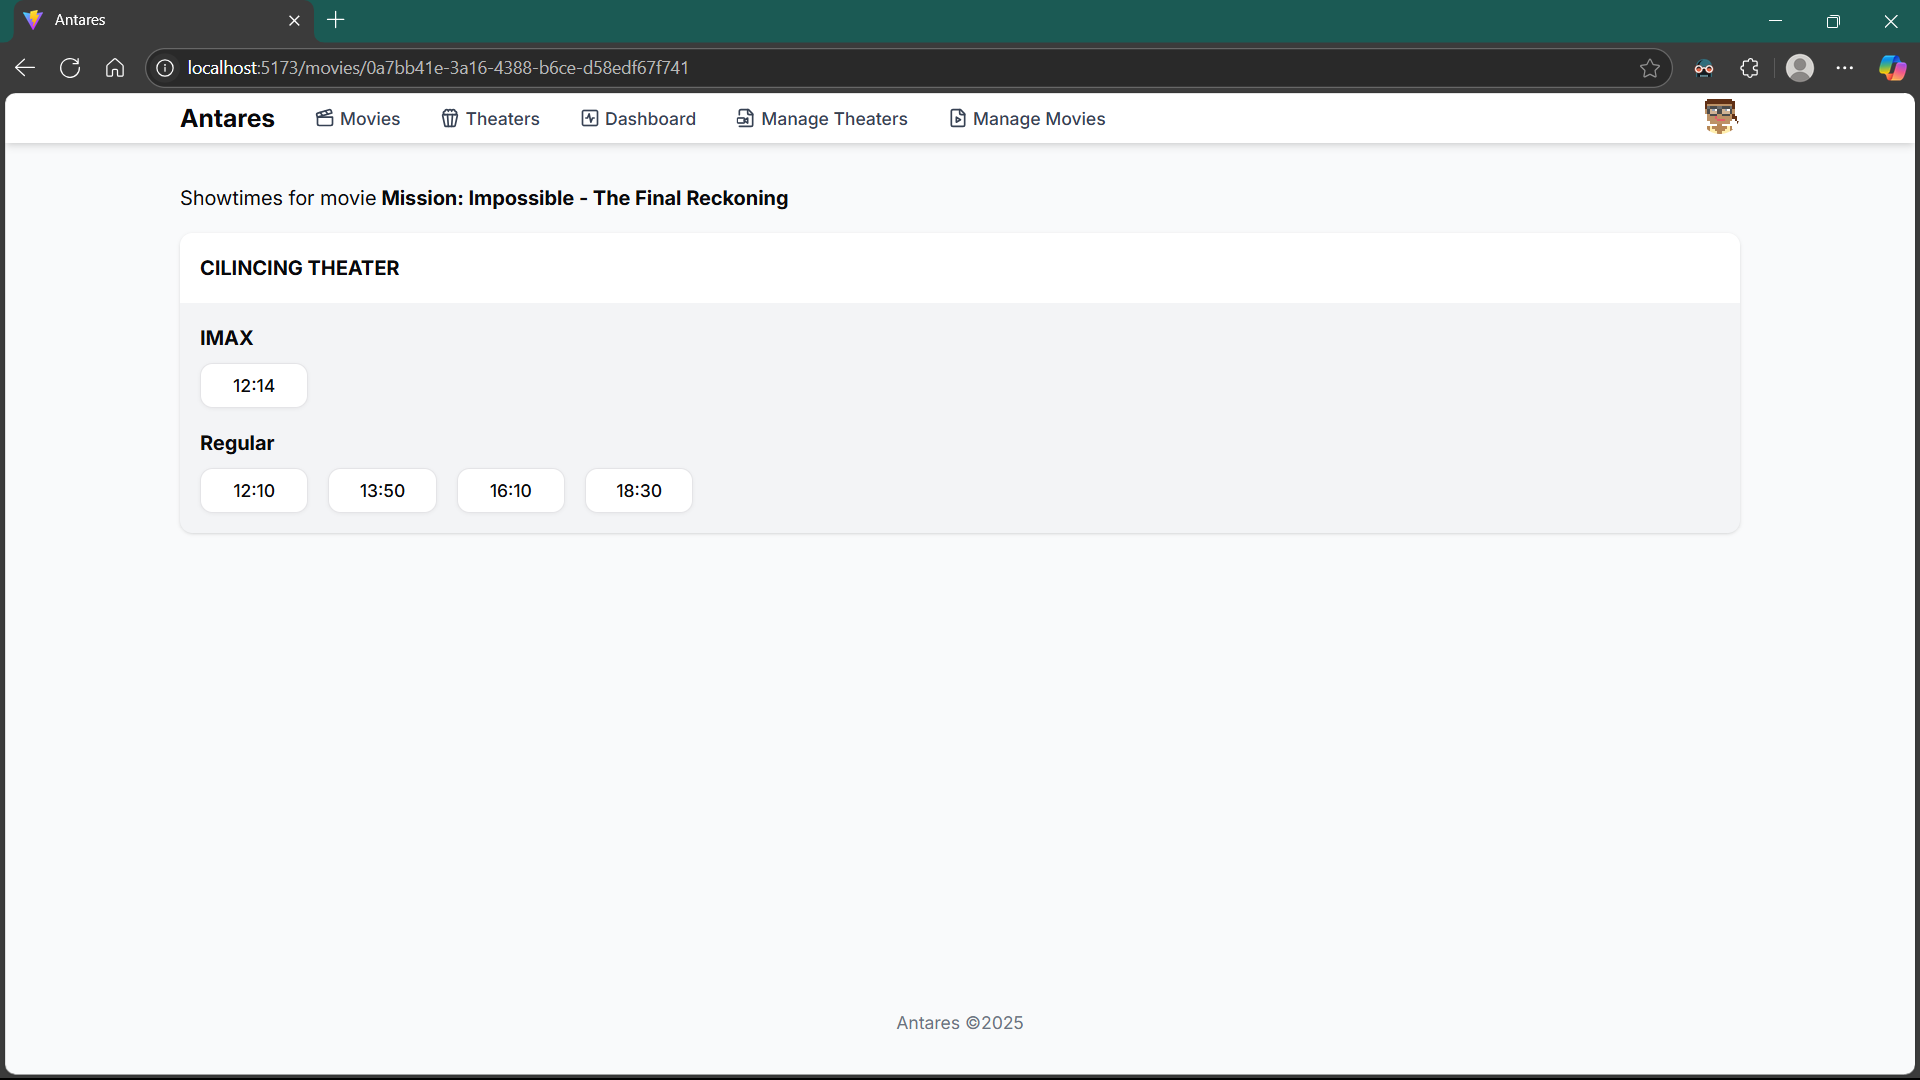 Antares
localhost:5173/movies/0a7bb41e-3a16-4388-b6ce-d58edf67f741
Antares Movies Theaters Dashboard Manage Theaters Manage Movies
Showtimes for movie Mission: Impossible - The Final Reckoning
CILINCING THEATER
IMAX
12:14
Regular
12:10 13:50 16:10 18:30
Antares ©2025